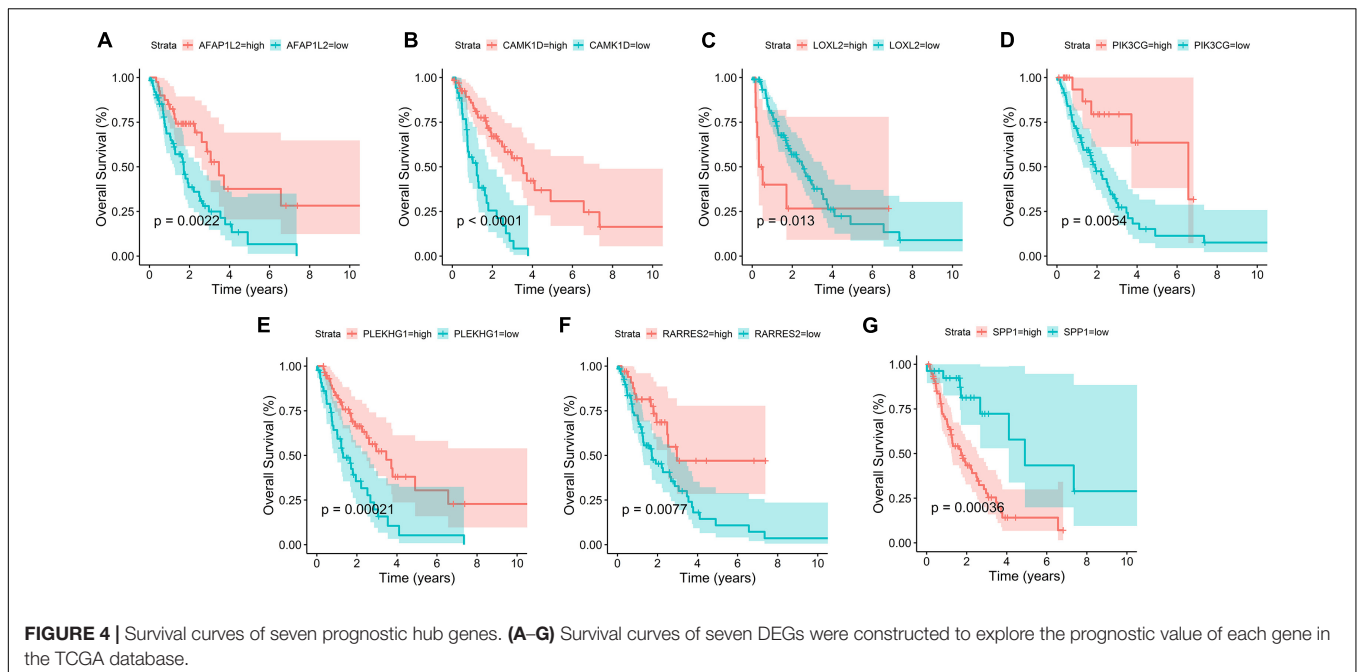 A
Strata AFAP1L2=high AFAP1L2=low
Overall Survival (%)
1.00
0.75
0.50
0.25
0.00
p = 0.0022
0 2 4 6 8 10
Time (years)
B
Strata CAMK1D=high CAMK1D=low
Overall Survival (%)
1.00
0.75
0.50
0.25
0.00
p < 0.0001
0 2 4 6 8 10
Time (years)
C
Strata LOXL2=high LOXL2=low
Overall Survival (%)
1.00
0.75
0.50
0.25
0.00
p = 0.013
0 2 4 6 8 10
Time (years)
D
Strata PIK3CG=high PIK3CG=low
Overall Survival (%)
1.00
0.75
0.50
0.25
0.00
p = 0.0054
0 2 4 6 8 10
Time (years)
E
Strata PLEKHG1=high PLEKHG1=low
Overall Survival (%)
1.00
0.75
0.50
0.25
0.00
p = 0.00021
0 2 4 6 8 10
Time (years)
F
Strata RARRES2=high RARRES2=low
Overall Survival (%)
1.00
0.75
0.50
0.25
0.00
p = 0.0077
0 2 4 6 8 10
Time (years)
G
Strata SPP1=high SPP1=low
Overall Survival (%)
1.00
0.75
0.50
0.25
0.00
p = 0.00036
0 2 4 6 8 10
Time (years)
FIGURE 4 | Survival curves of seven prognostic hub genes. (A–G) Survival curves of seven DEGs were constructed to explore the prognostic value of each gene in
the TCGA database.